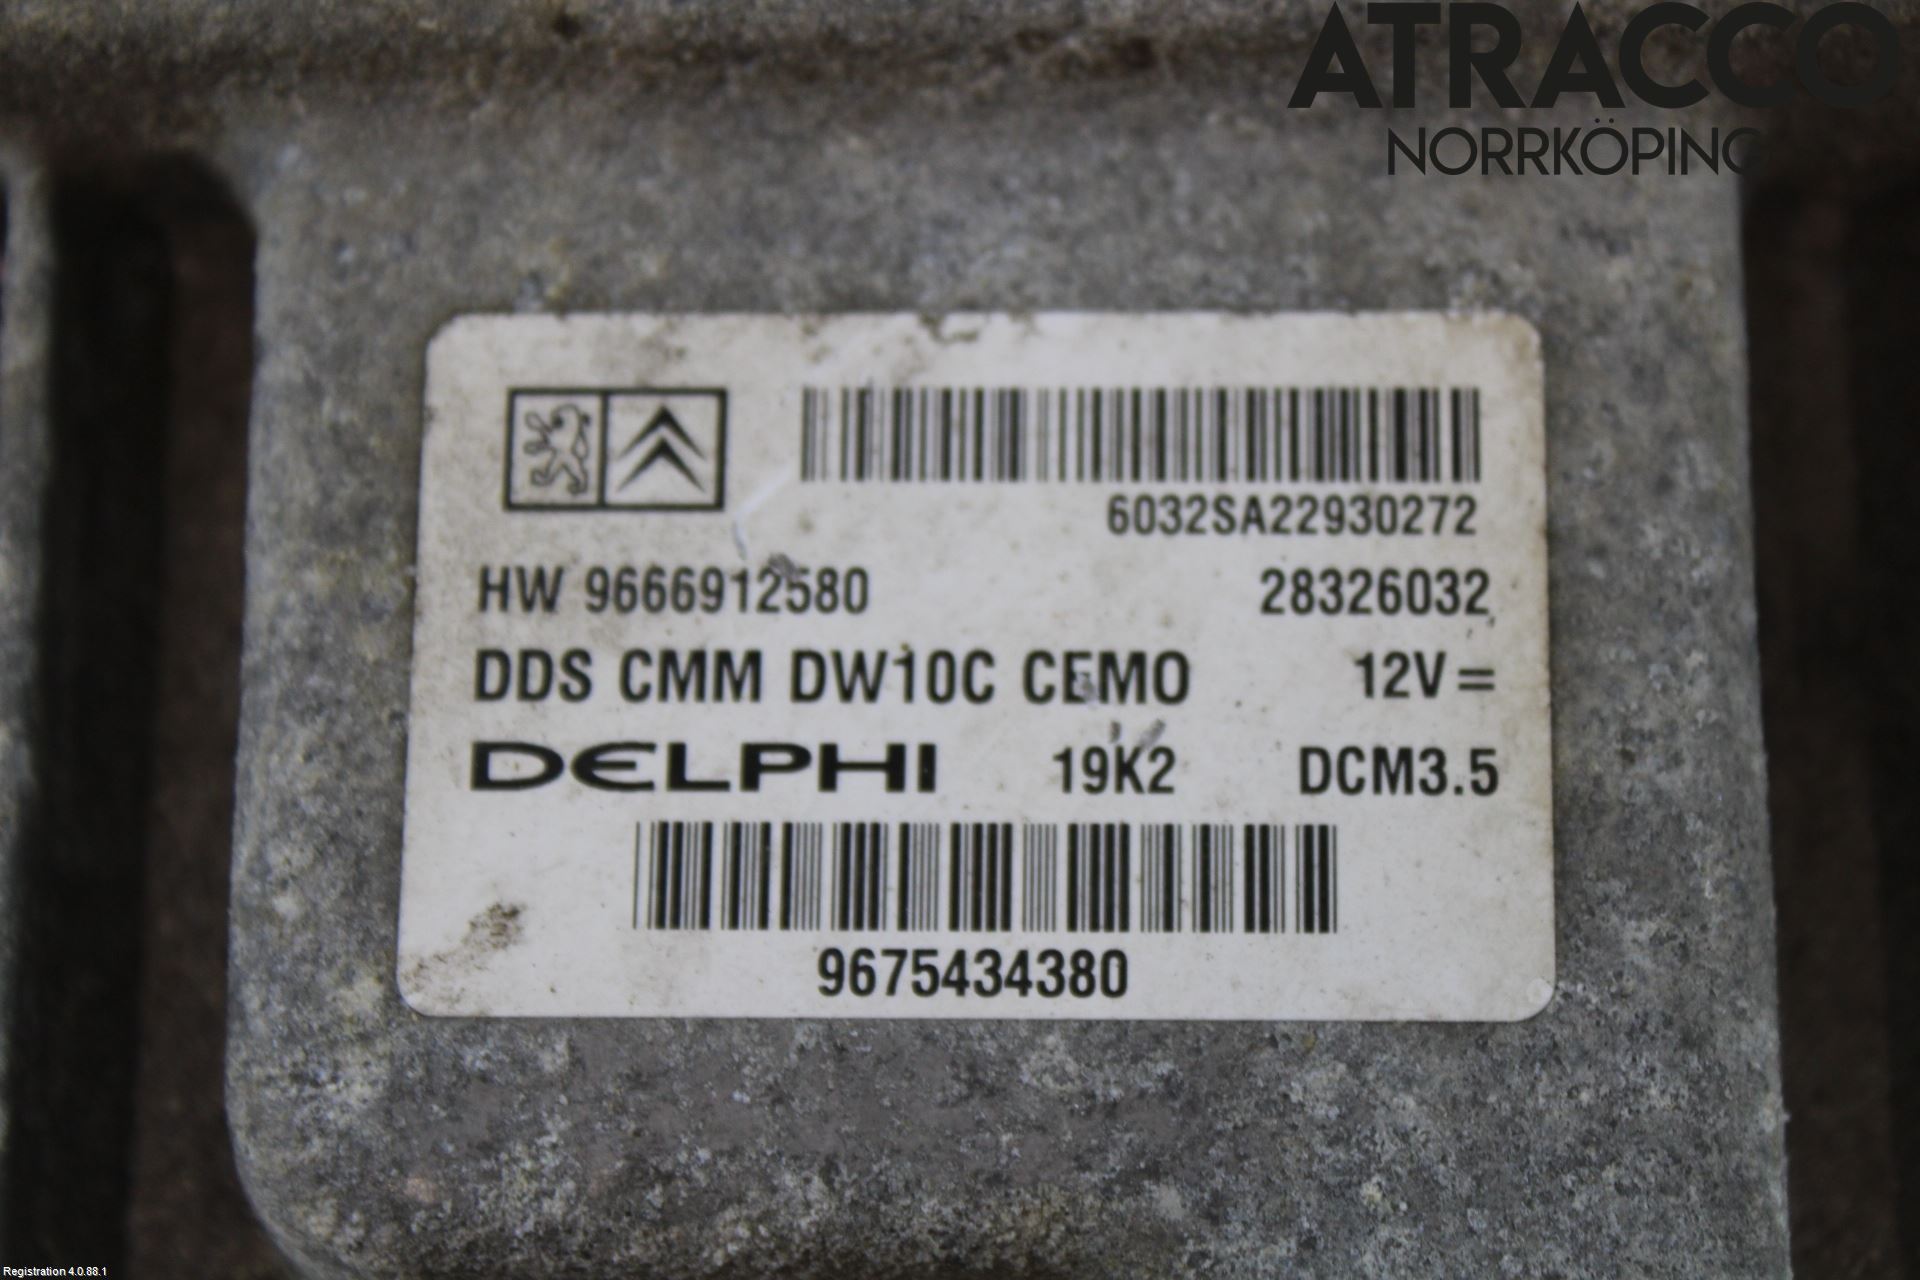 ATRACCO
NORRKÖPING
6032SA22930272
HW 9666912580 28326032
DDS CMM DW10C CEMO 12V =
DELPHI 19K2 DCM3.5
9675434380
Registration 4.0.88.1